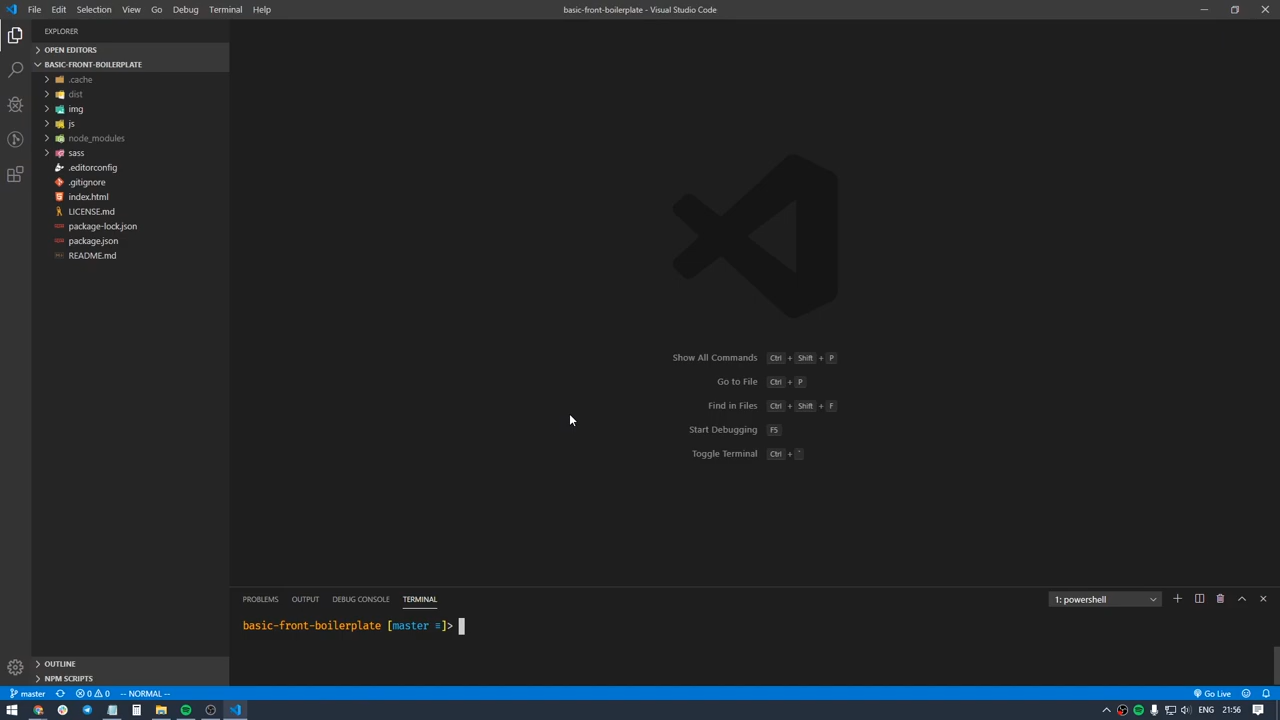 File Edit Selection View Go Debug Terminal Help
basic-front-boilerplate - Visual Studio Code
EXPLORER
OPEN EDITORS
BASIC-FRONT-BOILERPLATE
.cache
dist
img
js
node_modules
sass
.editorconfig
.gitignore
index.html
LICENSE.md
package-lock.json
package.json
README.md
Show All Commands Ctrl + Shift + P
Go to File Ctrl + P
Find in Files Ctrl + Shift + F
Start Debugging F5
Toggle Terminal Ctrl + `
PROBLEMS OUTPUT DEBUG CONSOLE TERMINAL
1: powershell
basic-front-boilerplate [master ≡]>
OUTLINE
NPM SCRIPTS
master 0 0 -- NORMAL -- Go Live
ENG 21:56